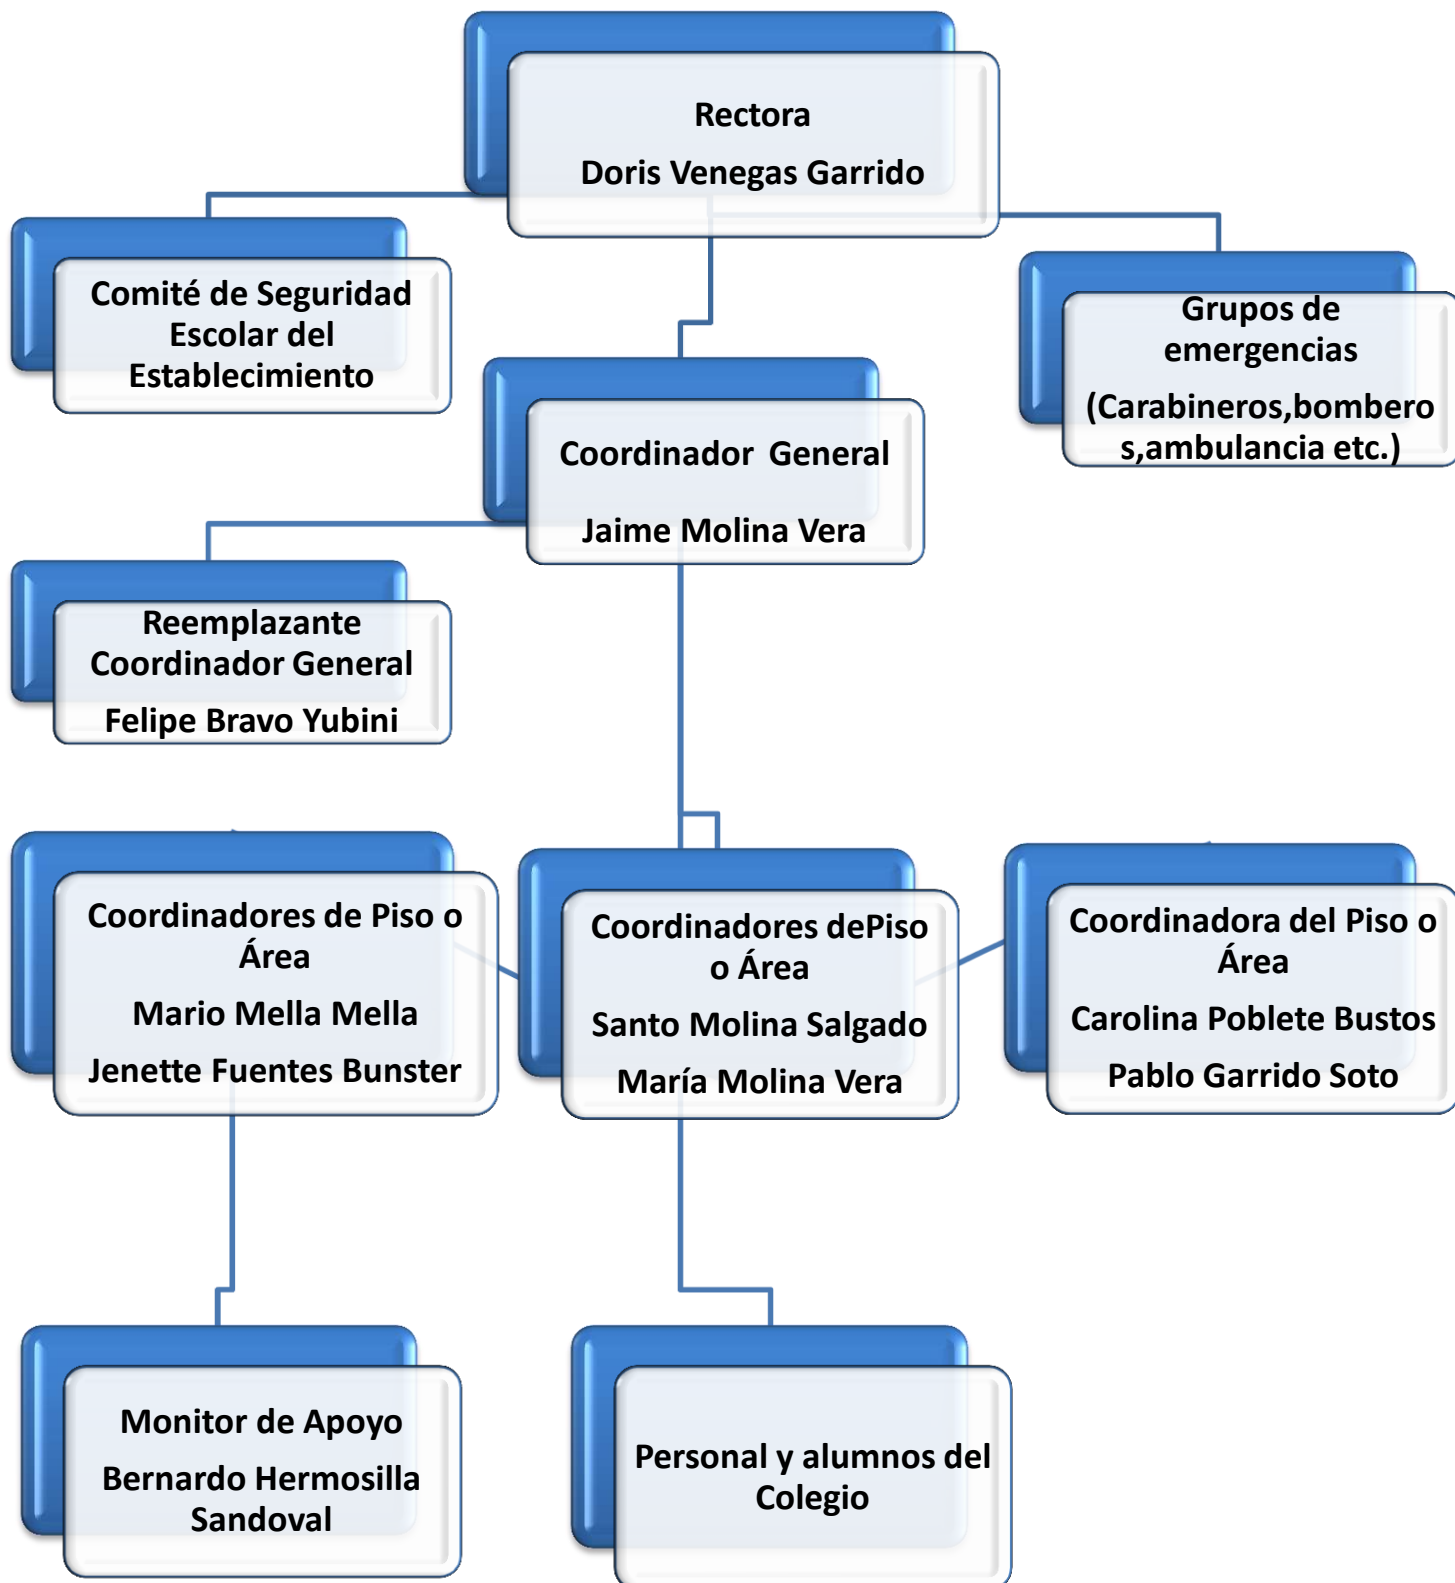 Rectora
Doris Venegas Garrido
Comité de Seguridad
Escolar del
Establecimiento
Grupos de
emergencias
(Carabineros,bombero
s,ambulancia etc.)
Coordinador General
Jaime Molina Vera
Reemplazante
Coordinador General
Felipe Bravo Yubini
Coordinadores de Piso o
Área
Mario Mella Mella
Jenette Fuentes Bunster
Coordinadores dePiso
o Área
Santo Molina Salgado
María Molina Vera
Coordinadora del Piso o
Área
Carolina Poblete Bustos
Pablo Garrido Soto
Monitor de Apoyo
Bernardo Hermosilla
Sandoval
Personal y alumnos del
Colegio